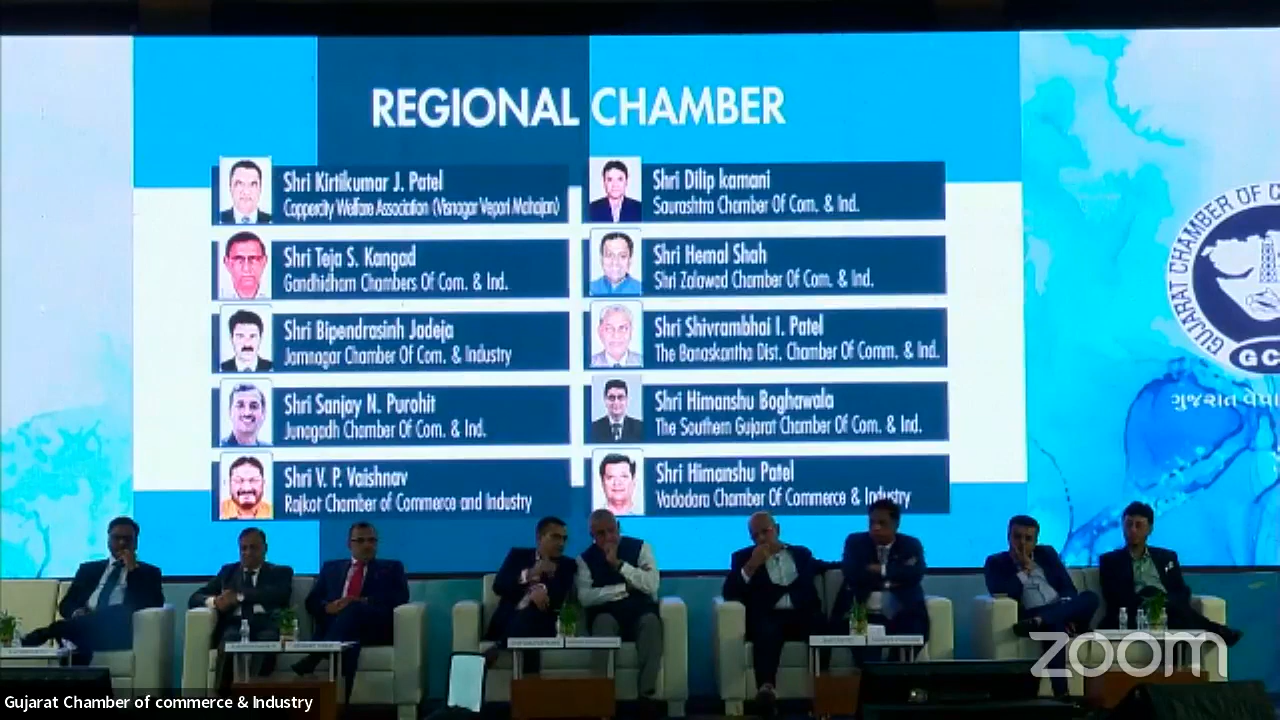 REGIONAL CHAMBER
Shri Kirtikumar J. Patel
Coppercity Welfare Association (Visnagar Vepari Mahajan)
Shri Dilip kamani
Saurashtra Chamber Of Com. & Ind.
Shri Teja S. Kangad
Gandhidham Chambers Of Com. & Ind.
Shri Hemal Shah
Shri Zalawad Chamber Of Com. & Ind.
Shri Bipendrasinh Jadeja
Jamnagar Chamber Of Com. & Industry
Shri Shivrambhai I. Patel
The Banaskantha Dist. Chamber Of Comm. & Ind.
Shri Sanjay N. Purohit
Junagadh Chamber Of Com. & Ind.
Shri Himanshu Boghawala
The Southern Gujarat Chamber Of Com. & Ind.
Shri V. P. Vaishnav
Rajkot Chamber of Commerce and Industry
Shri Himanshu Patel
Vadodara Chamber Of Commerce & Industry
GUJARAT CHAMBER OF C
GC
ગુજરાત વેપા
zoom
Gujarat Chamber of commerce & Industry